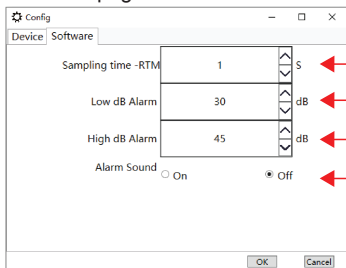 Config
Device Software
Sampling time -RTM 1 S
Low dB Alarm 30 dB
High dB Alarm 45 dB
Alarm Sound On Off
OK Cancel